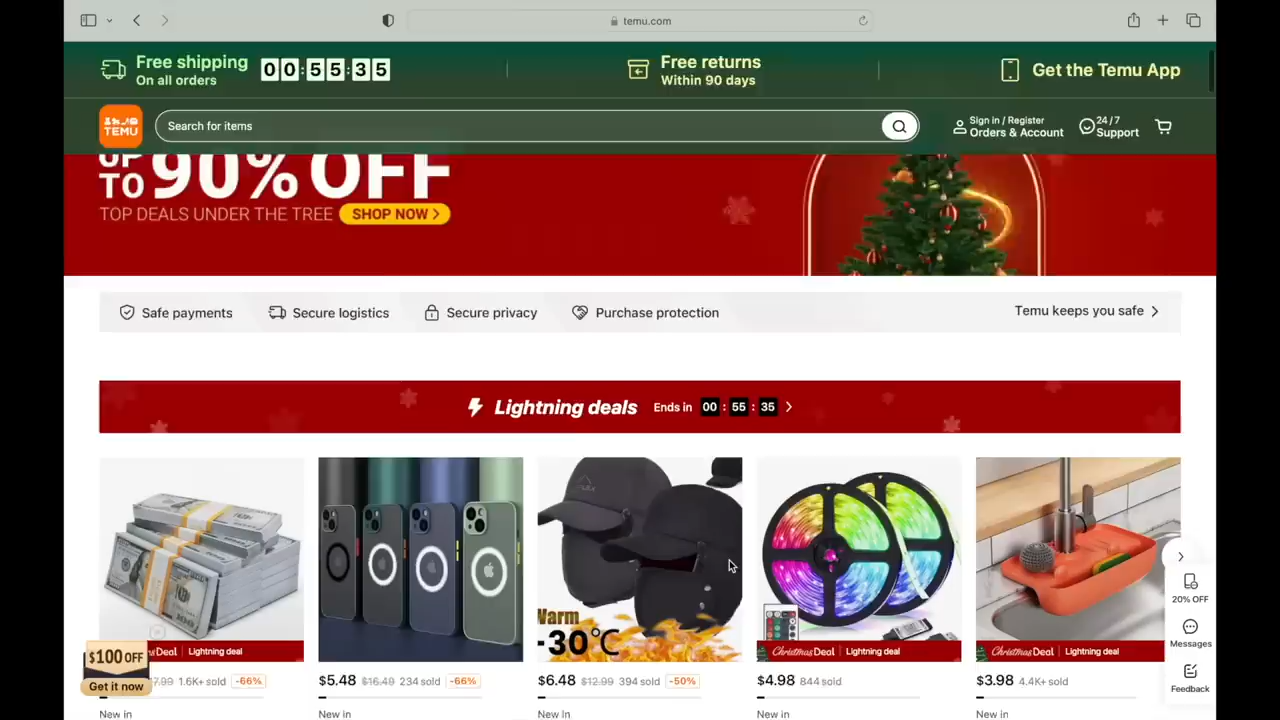 temu.com
Free shipping
On all orders
00:55:35
Free returns
Within 90 days
Get the Temu App
TEMU
Search for items
Sign in / Register
Orders & Account
24/7
Support
UP
TO 90% OFF
TOP DEALS UNDER THE TREE SHOP NOW >
Safe payments
Secure logistics
Secure privacy
Purchase protection
Temu keeps you safe >
Lightning deals Ends in 00 : 55 : 35 >
Warm
-30°C
20% OFF
Messages
Feedback
Deal | Lightning deal
Christmas Deal | Lightning deal
Christmas Deal | Lightning deal
$100 OFF
Get it now
7.99 1.6K+ sold -66%
$5.48 $16.49 234 sold -66%
$6.48 $12.99 394 sold -50%
$4.98 844 sold
$3.98 4.4K+ sold
New in
New in
New in
New in
New in